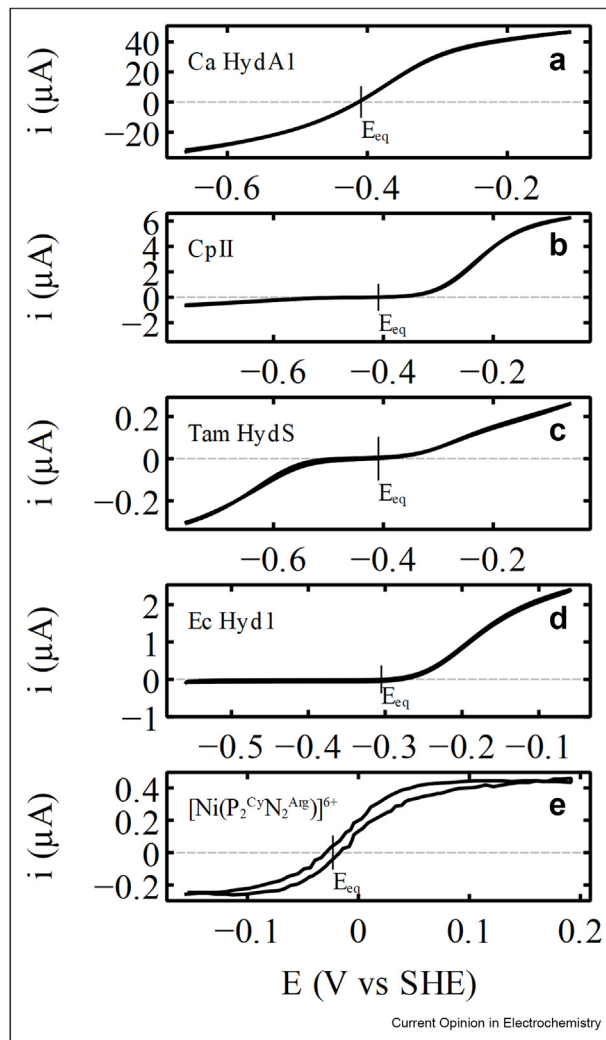 40
20
0
−20
i (μA)
Ca HydA1
a
E_eq
−0.6 −0.4 −0.2
6
4
2
0
−2
i (μA)
CpII
b
E_eq
−0.6 −0.4 −0.2
0.2
0
−0.2
i (μA)
Tam HydS
c
E_eq
−0.6 −0.4 −0.2
2
1
0
−1
i (μA)
Ec Hyd1
d
E_eq
−0.5 −0.4 −0.3 −0.2 −0.1
0.4
0.2
0
−0.2
i (μA)
[Ni(P₂ᶜʸN₂ᴬʳᵍ)]⁶⁺
e
E_eq
−0.1 0 0.1 0.2
E (V vs SHE)
Current Opinion in Electrochemistry